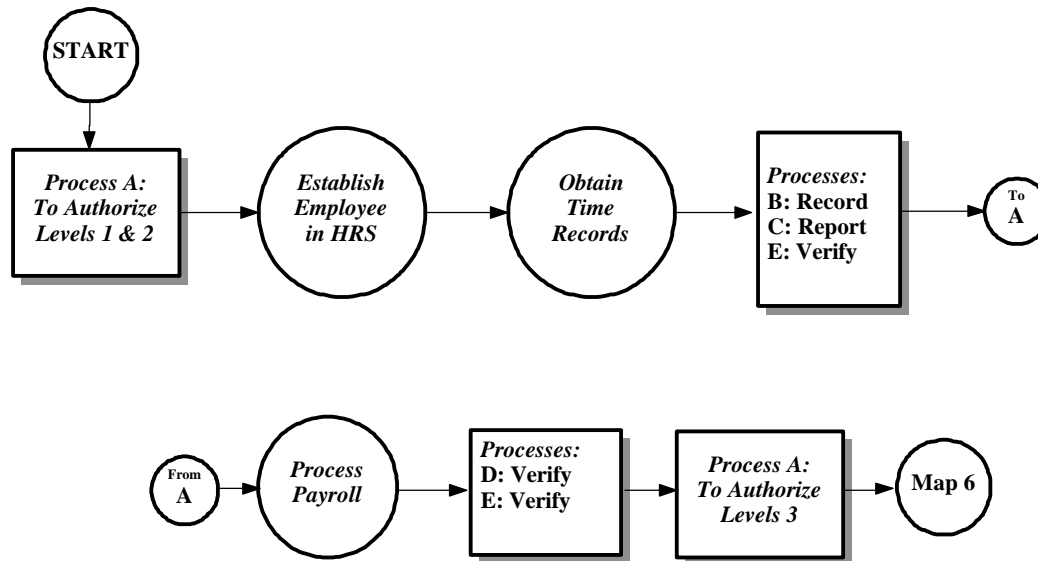 START
Process A:
To Authorize
Levels 1 & 2
Establish
Employee
in HRS
Obtain
Time
Records
Processes:
B: Record
C: Report
E: Verify
To
A
From
A
Process
Payroll
Processes:
D: Verify
E: Verify
Process A:
To Authorize
Levels 3
Map 6